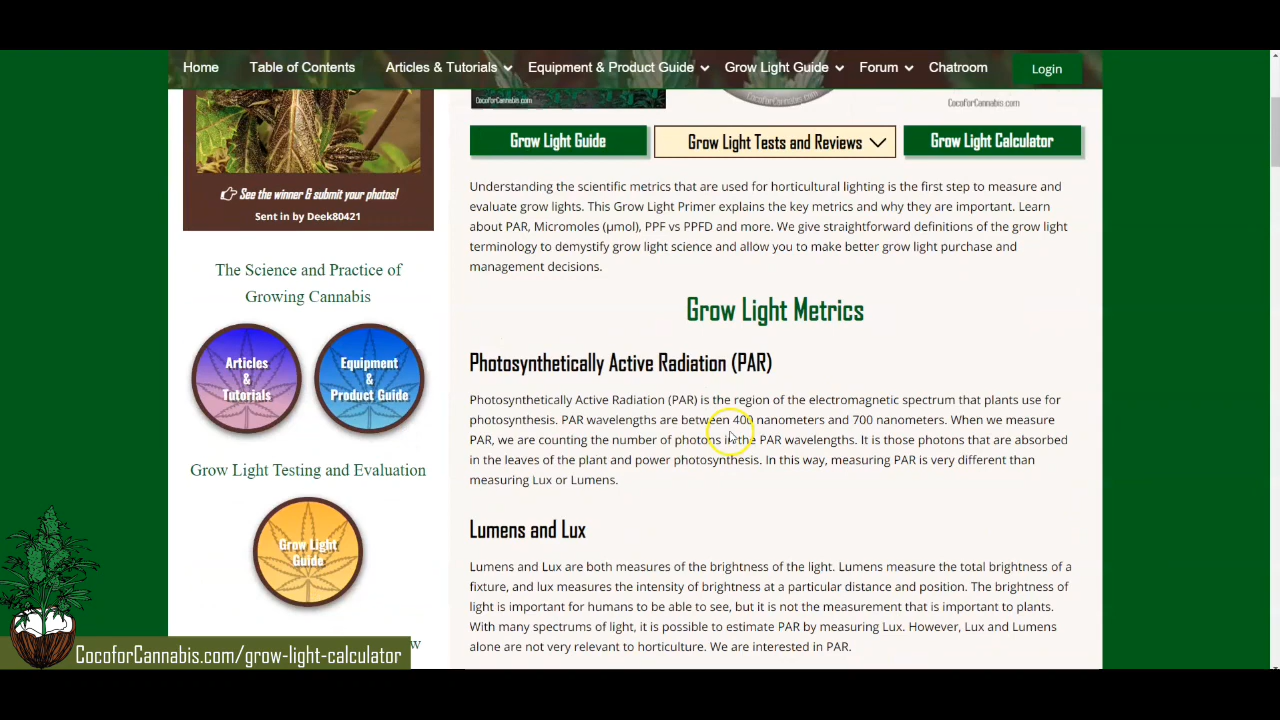 Home Table of Contents Articles & Tutorials Equipment & Product Guide Grow Light Guide Forum Chatroom Login
CocoforCannabis.com
CocoforCannabis.com
See the winner & submit your photos!
Sent in by Deek80421
The Science and Practice of
Growing Cannabis
Articles
&
Tutorials
Equipment
&
Product Guide
Grow Light Testing and Evaluation
Grow Light
Guide
w
Grow Light Guide Grow Light Tests and Reviews Grow Light Calculator
Understanding the scientific metrics that are used for horticultural lighting is the first step to measure and
evaluate grow lights. This Grow Light Primer explains the key metrics and why they are important. Learn
about PAR, Micromoles (μmol), PPF vs PPFD and more. We give straightforward definitions of the grow light
terminology to demystify grow light science and allow you to make better grow light purchase and
management decisions.
Grow Light Metrics
Photosynthetically Active Radiation (PAR)
Photosynthetically Active Radiation (PAR) is the region of the electromagnetic spectrum that plants use for
photosynthesis. PAR wavelengths are between 400 nanometers and 700 nanometers. When we measure
PAR, we are counting the number of photons in the PAR wavelengths. It is those photons that are absorbed
in the leaves of the plant and power photosynthesis. In this way, measuring PAR is very different than
measuring Lux or Lumens.
Lumens and Lux
Lumens and Lux are both measures of the brightness of the light. Lumens measure the total brightness of a
fixture, and lux measures the intensity of brightness at a particular distance and position. The brightness of
light is important for humans to be able to see, but it is not the measurement that is important to plants.
With many spectrums of light, it is possible to estimate PAR by measuring Lux. However, Lux and Lumens
alone are not very relevant to horticulture. We are interested in PAR.
CocoforCannabis.com/grow-light-calculator